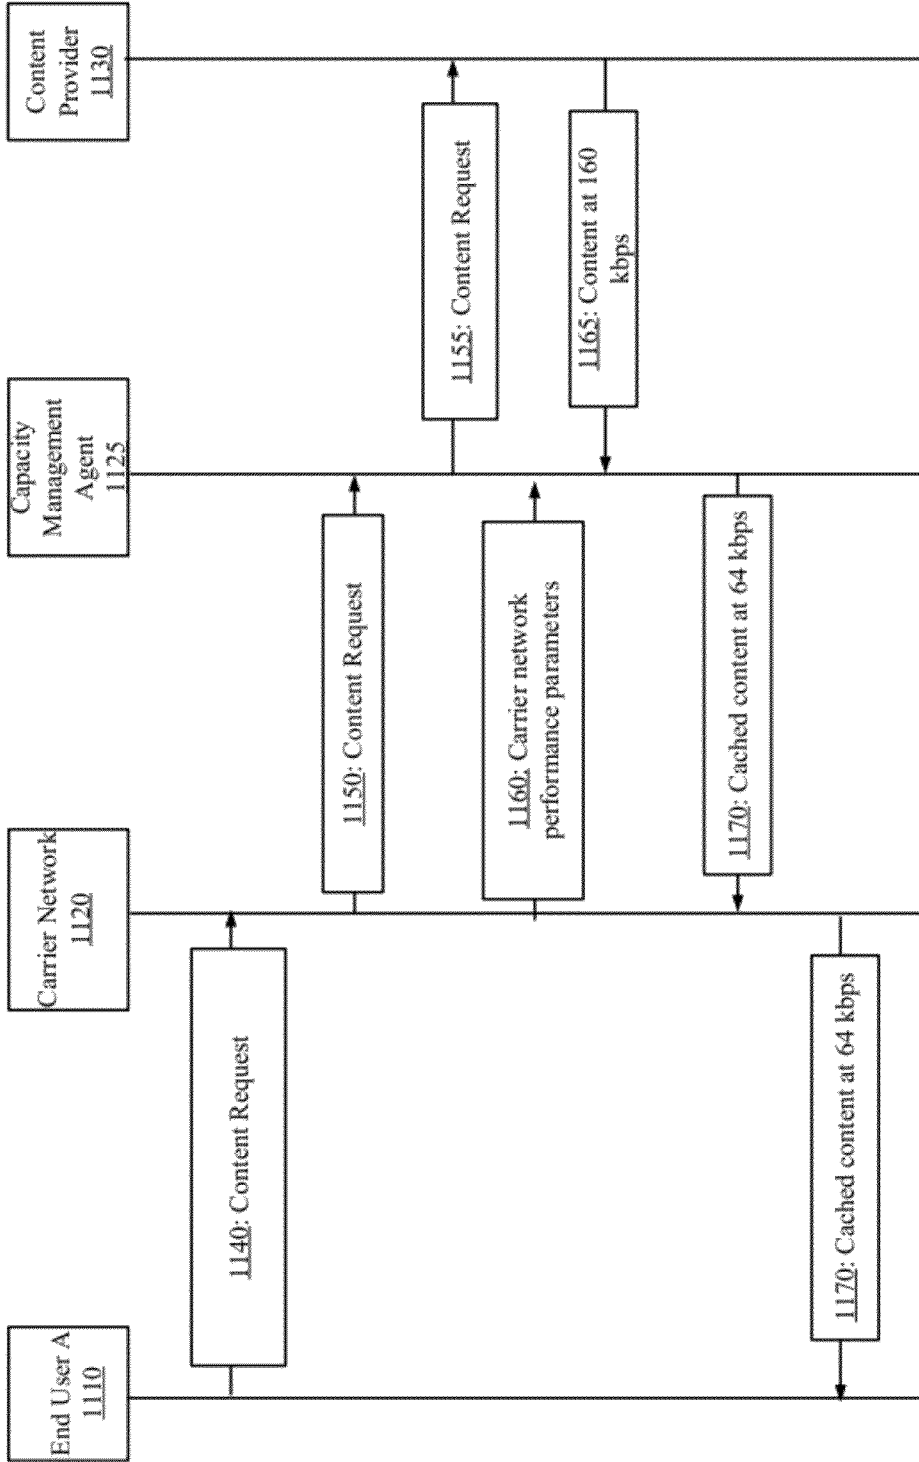 End User A
1110
Carrier Network
1120
Capacity
Management
Agent
1125
Content
Provider
1130
1140: Content Request
1150: Content Request
1155: Content Request
1160: Carrier network
performance parameters
1165: Content at 160
kbps
1170: Cached content at 64 kbps
1170: Cached content at 64 kbps